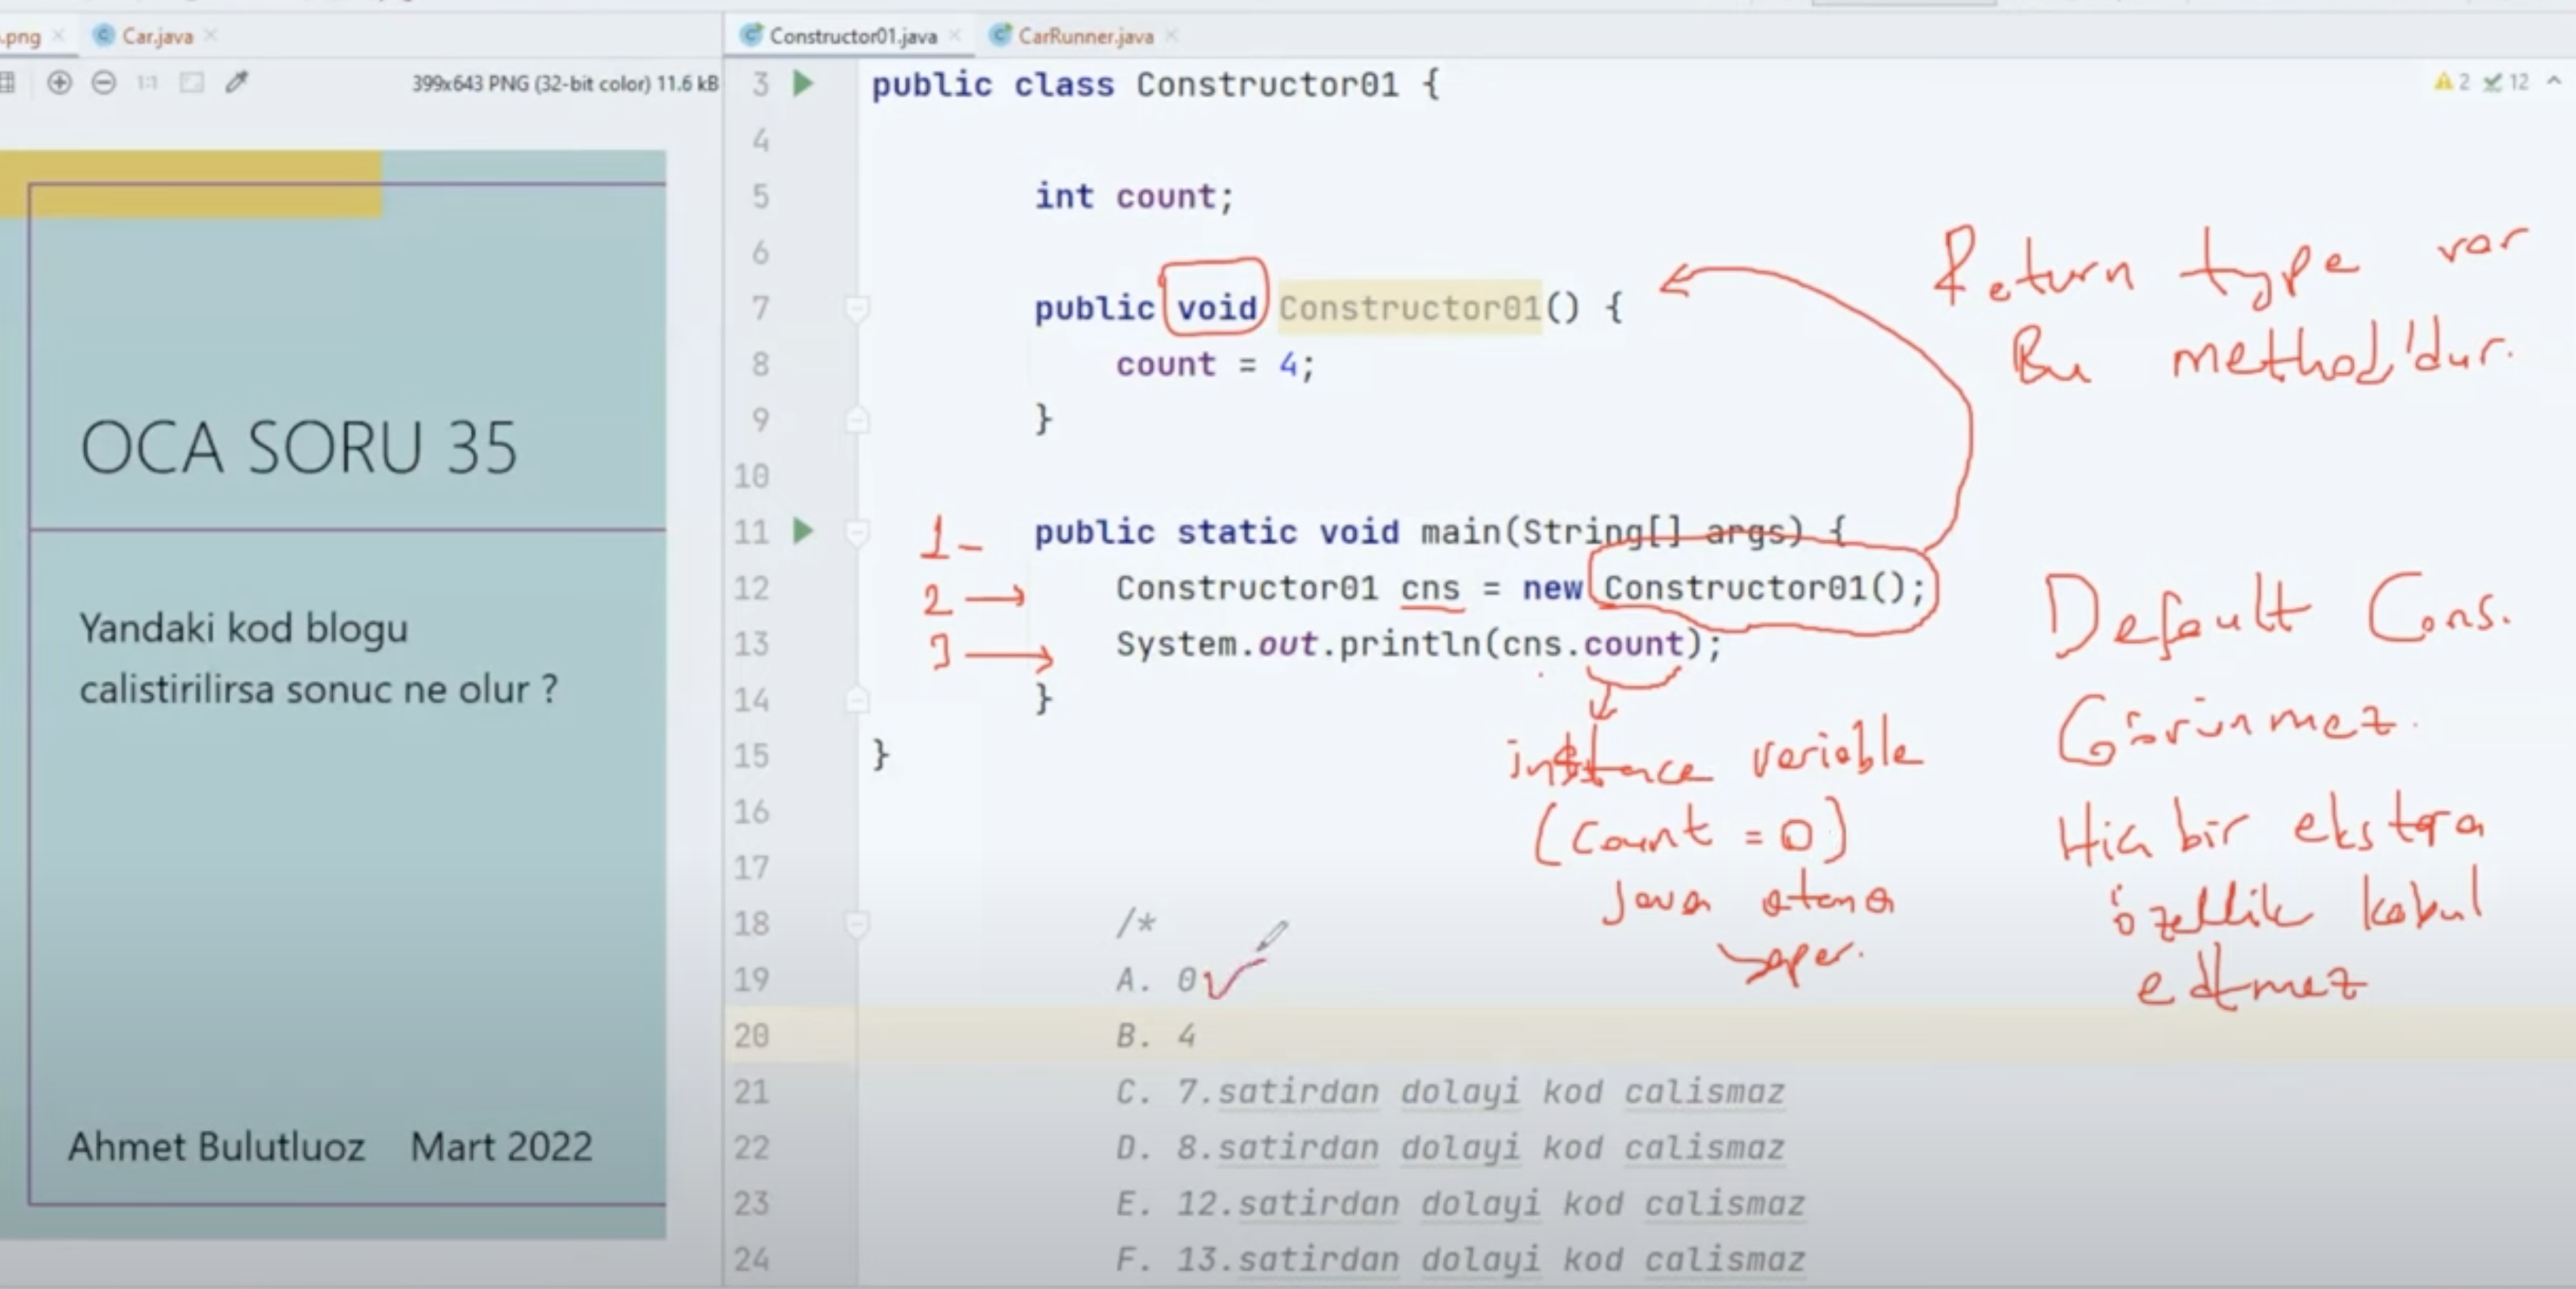 .png
Car.java
Constructor01.java
CarRunner.java
1:1
399x643 PNG (32-bit color) 11.6 kB
2
12
OCA SORU 35
Yandaki kod blogu
calistirilirsa sonuc ne olur ?
Ahmet Bulutluoz Mart 2022
3 public class Constructor01 {
4
5 int count;
6
7 public void Constructor01() {
8 count = 4;
9 }
10
11 public static void main(String[] args) {
12 Constructor01 cns = new Constructor01();
13 System.out.println(cns.count);
14 }
15 }
16
17
18 /*
19 A. 0
20 B. 4
21 C. 7.satirdan dolayi kod calismaz
22 D. 8.satirdan dolayi kod calismaz
23 E. 12.satirdan dolayi kod calismaz
24 F. 13.satirdan dolayi kod calismaz
1-
2
3
Return type var
Bu method'dur.
instance variable
(Count = 0)
Java atama
yapar.
Default Cons.
Görünmez.
Hiç bir ekstra
özellik kabul
etmez